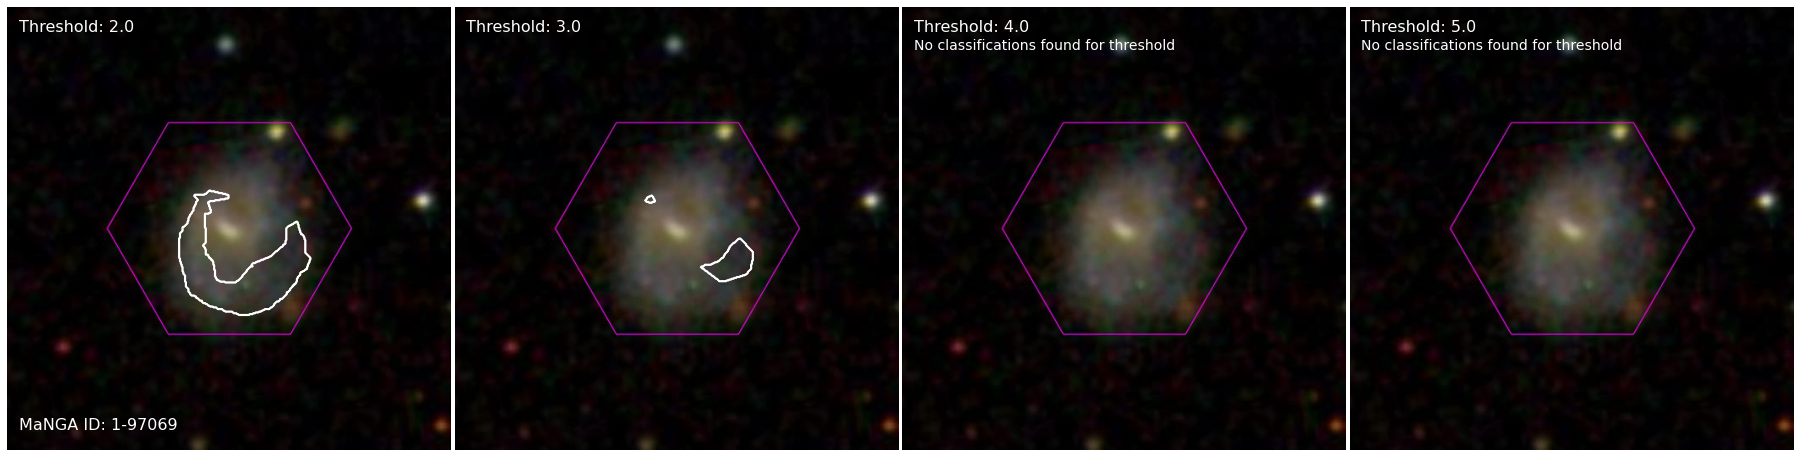 Threshold: 2.0
MaNGA ID: 1-97069
Threshold: 3.0
Threshold: 4.0
No classifications found for threshold
Threshold: 5.0
No classifications found for threshold